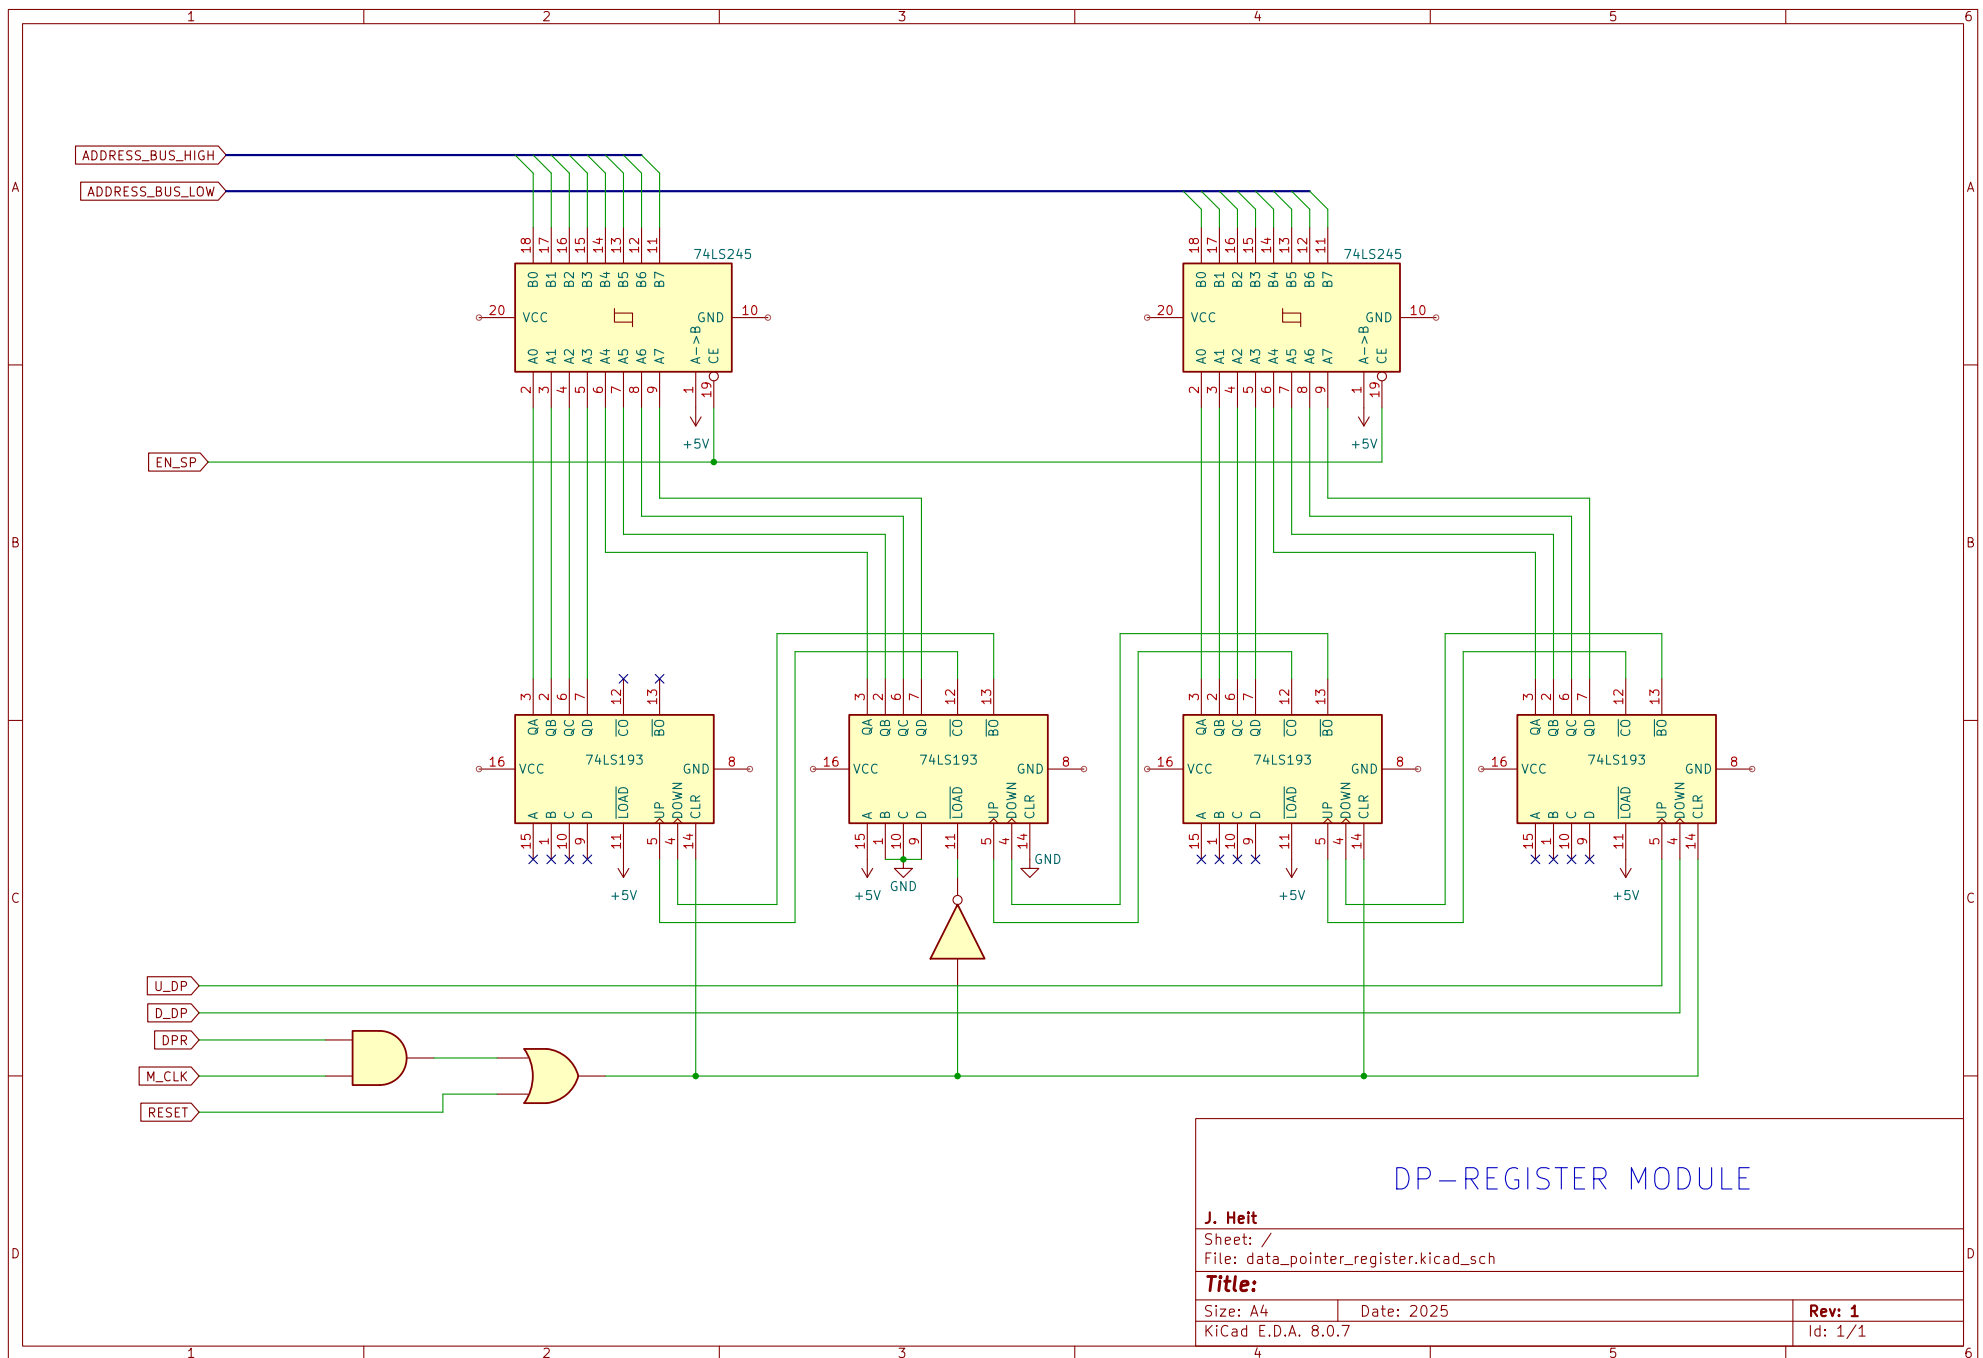 1 2 3 4 5 6
A A
B B
C C
D D
ADDRESS_BUS_HIGH
ADDRESS_BUS_LOW
18 17 16 15 14 13 12 11
74LS245
B0 B1 B2 B3 B4 B5 B6 B7
20 VCC GND 10
A0 A1 A2 A3 A4 A5 A6 A7 A->B CE
2 3 4 5 6 7 8 9 1 19
+5V
18 17 16 15 14 13 12 11
74LS245
B0 B1 B2 B3 B4 B5 B6 B7
20 VCC GND 10
A0 A1 A2 A3 A4 A5 A6 A7 A->B CE
2 3 4 5 6 7 8 9 1 19
+5V
EN_SP
3 2 6 7 12 13
QA QB QC QD CO BO
74LS193
16 VCC GND 8
A B C D LOAD UP DOWN CLR
15 1 10 9 11 5 4 14
+5V
3 2 6 7 12 13
QA QB QC QD CO BO
74LS193
16 VCC GND 8
A B C D LOAD UP DOWN CLR
15 1 10 9 11 5 4 14
+5V GND GND
3 2 6 7 12 13
QA QB QC QD CO BO
74LS193
16 VCC GND 8
A B C D LOAD UP DOWN CLR
15 1 10 9 11 5 4 14
+5V
3 2 6 7 12 13
QA QB QC QD CO BO
74LS193
16 VCC GND 8
A B C D LOAD UP DOWN CLR
15 1 10 9 11 5 4 14
+5V
U_DP
D_DP
DPR
M_CLK
RESET
DP-REGISTER MODULE
J. Heit
Sheet: /
File: data_pointer_register.kicad_sch
Title:
Size: A4 Date: 2025 Rev: 1
KiCad E.D.A. 8.0.7 Id: 1/1
1 2 3 4 5 6